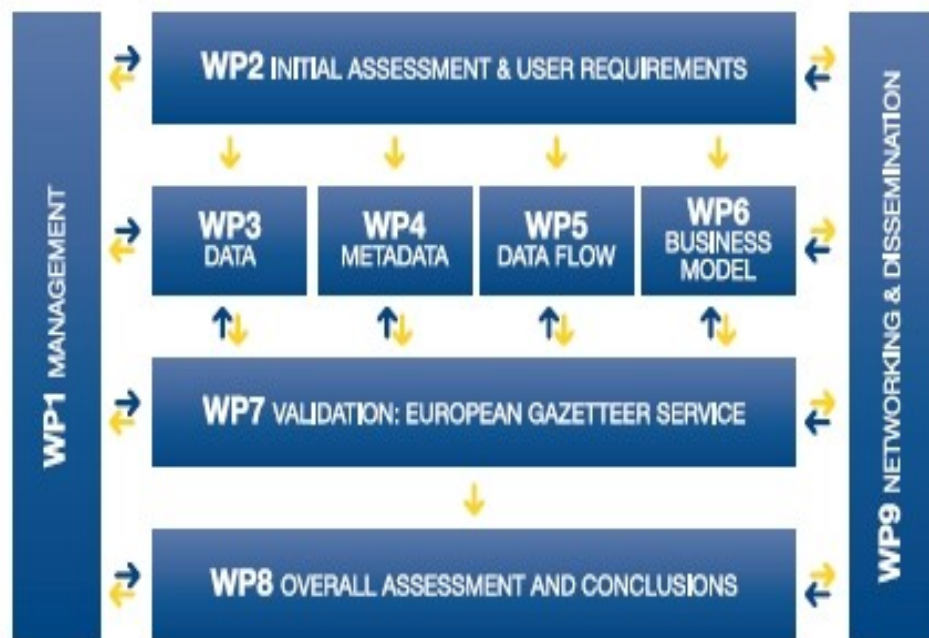 WP1 MANAGEMENT
WP2 INITIAL ASSESSMENT & USER REQUIREMENTS
WP3
DATA
WP4
METADATA
WP5
DATA FLOW
WP6
BUSINESS
MODEL
WP7 VALIDATION: EUROPEAN GAZETTEER SERVICE
WP8 OVERALL ASSESSMENT AND CONCLUSIONS
WP9 NETWORKING & DISSEMINATION